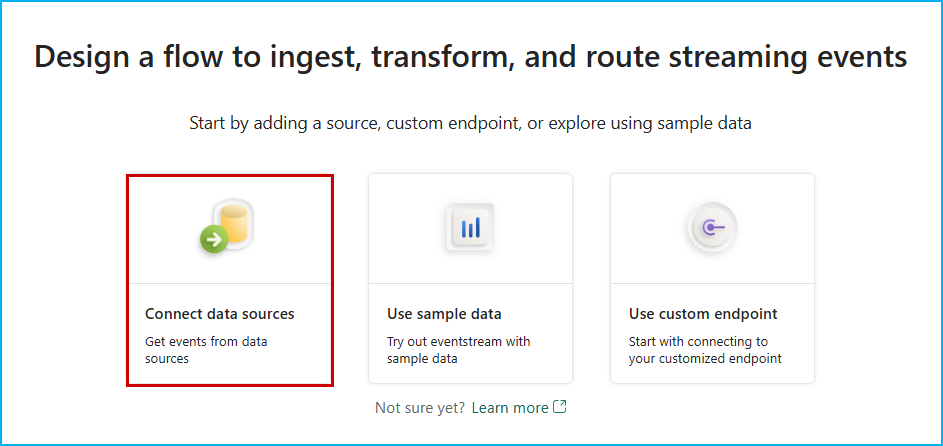 Design a flow to ingest, transform, and route streaming events
Start by adding a source, custom endpoint, or explore using sample data
Connect data sources
Get events from data
sources
Use sample data
Try out eventstream with
sample data
Use custom endpoint
Start with connecting to
your customized endpoint
Not sure yet? Learn more